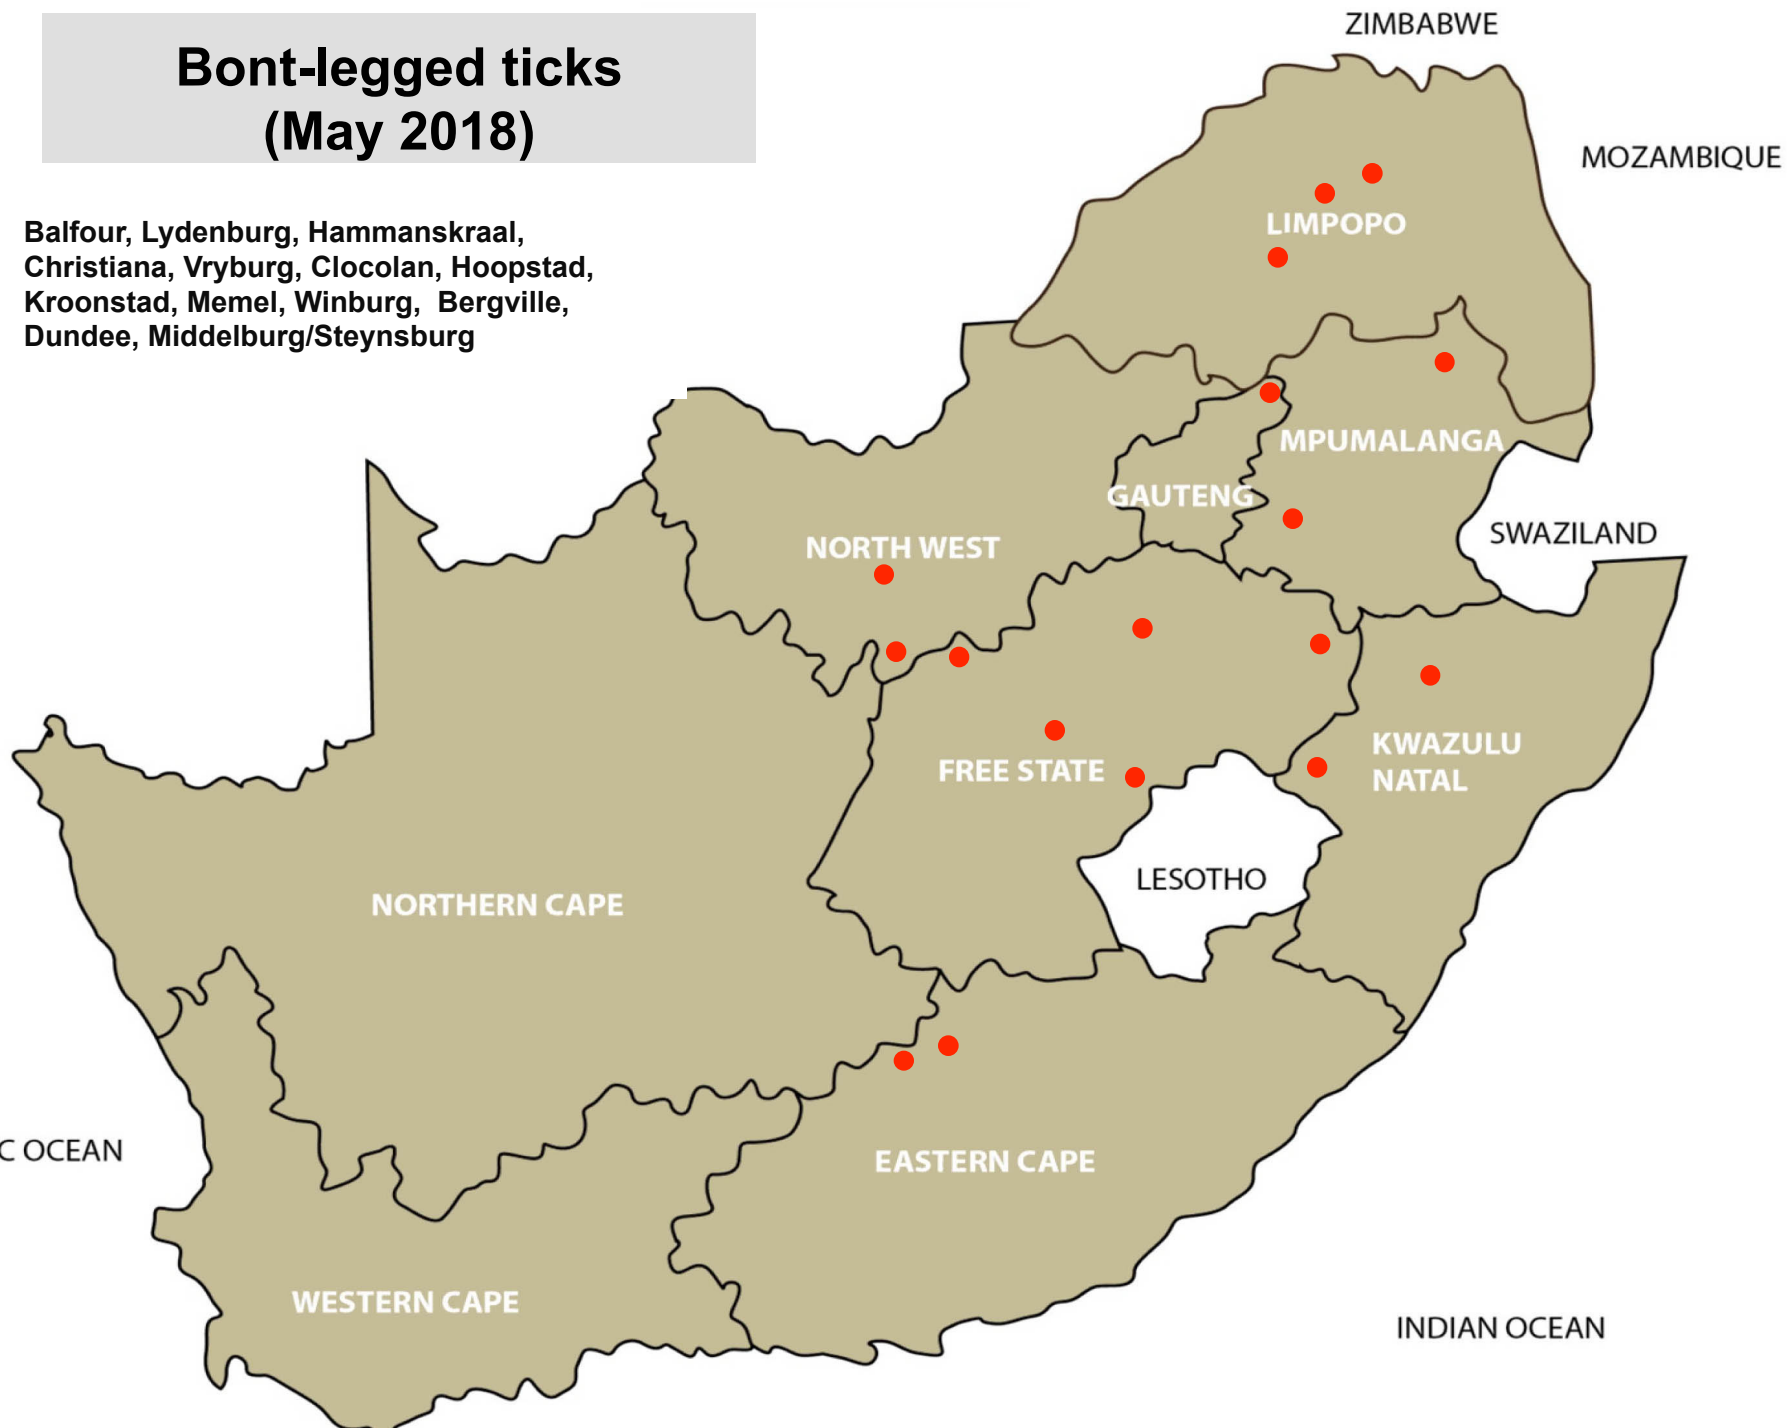 Bont-legged ticks
(May 2018)
Balfour, Lydenburg, Hammanskraal,
Christiana, Vryburg, Clocolan, Hoopstad,
Kroonstad, Memel, Winburg, Bergville,
Dundee, Middelburg/Steynsburg
ZIMBABWE
MOZAMBIQUE
LIMPOPO
MPUMALANGA
GAUTENG
SWAZILAND
NORTH WEST
KWAZULU
NATAL
FREE STATE
LESOTHO
NORTHERN CAPE
C OCEAN
EASTERN CAPE
WESTERN CAPE
INDIAN OCEAN